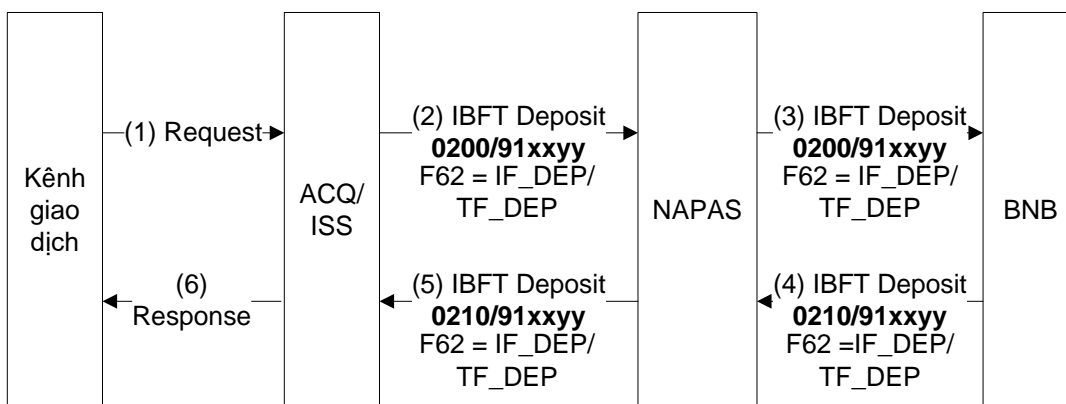 Kênh
giao
dịch
(1) Request
ACQ/
ISS
(2) IBFT Deposit
0200/91xxyy
F62 = IF_DEP/
TF_DEP
NAPAS
(3) IBFT Deposit
0200/91xxyy
F62 = IF_DEP/
TF_DEP
BNB
(6)
Response
(5) IBFT Deposit
0210/91xxyy
F62 = IF_DEP/
TF_DEP
(4) IBFT Deposit
0210/91xxyy
F62 =IF_DEP/
TF_DEP